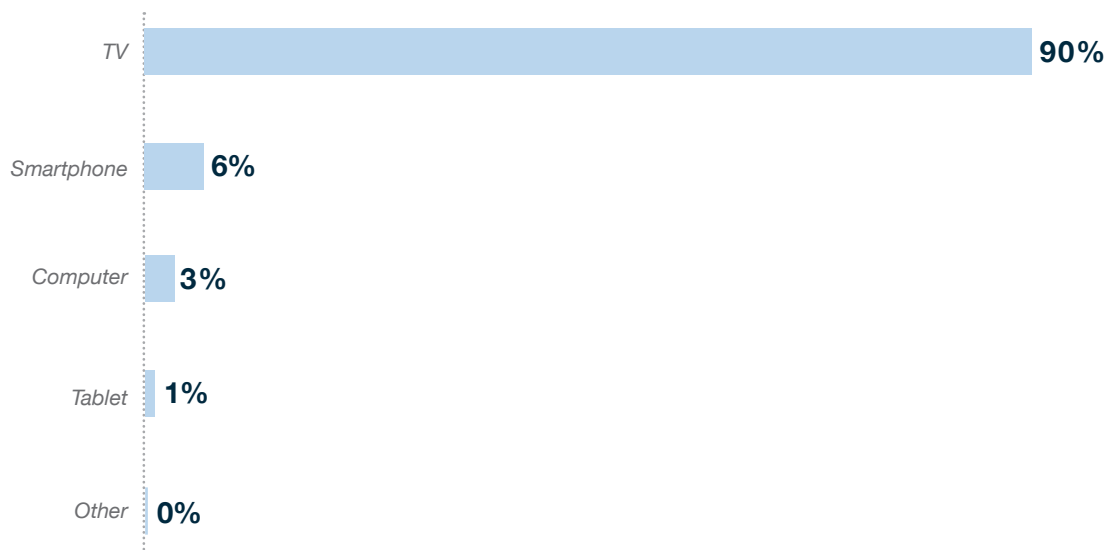 TV 90%
Smartphone 6%
Computer 3%
Tablet 1%
Other 0%